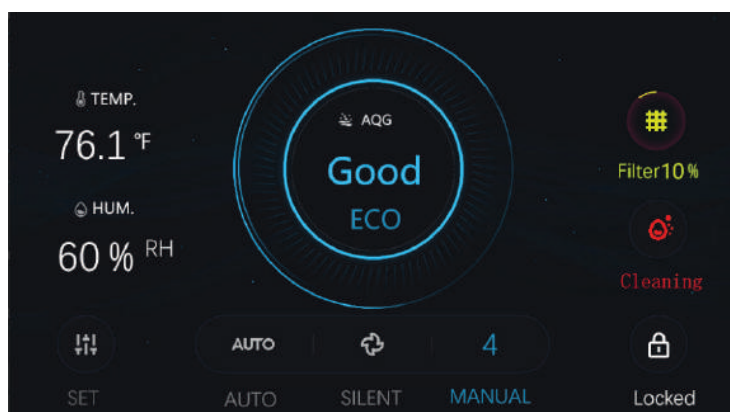 TEMP.
76.1 °F
HUM.
60 % RH
AQG
Good
ECO
Filter10%
Cleaning
AUTO
4
SET
AUTO
SILENT
MANUAL
Locked